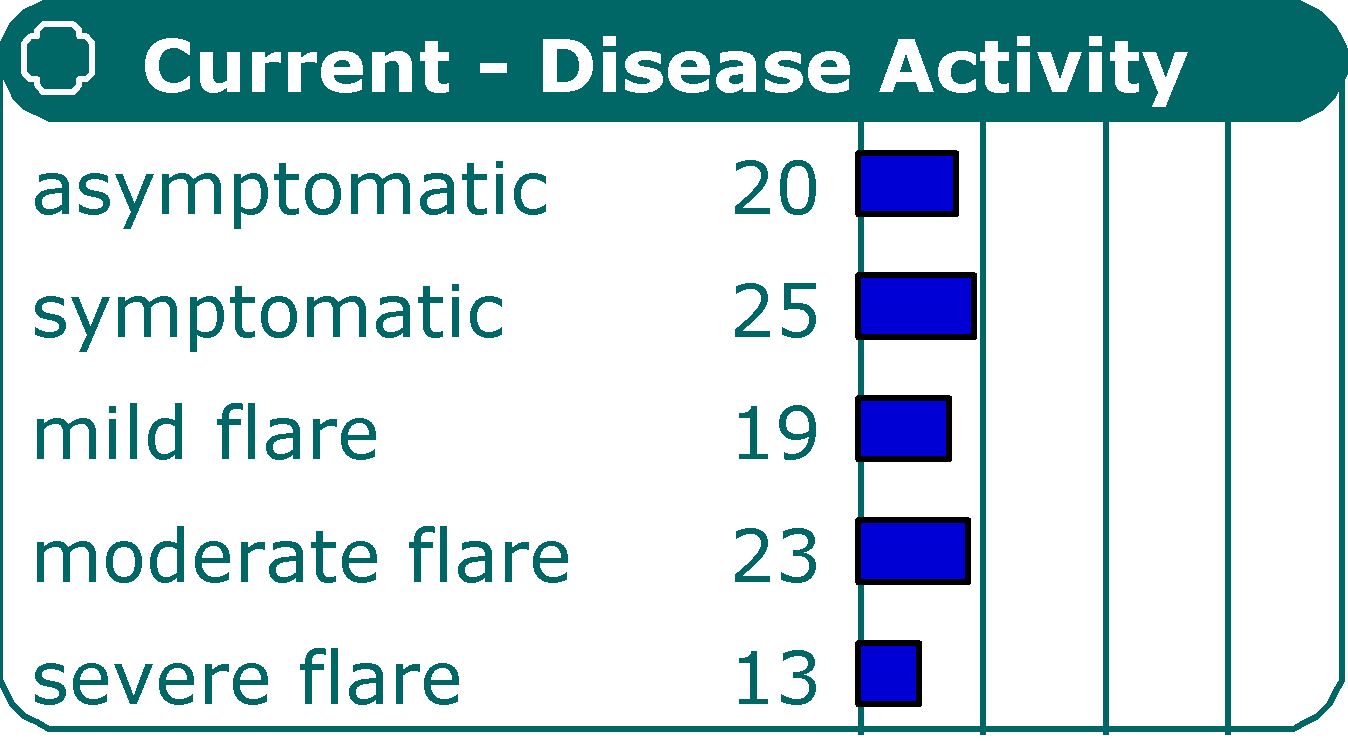 Current - Disease Activity
asymptomatic 20
symptomatic 25
mild flare 19
moderate flare 23
severe flare 13